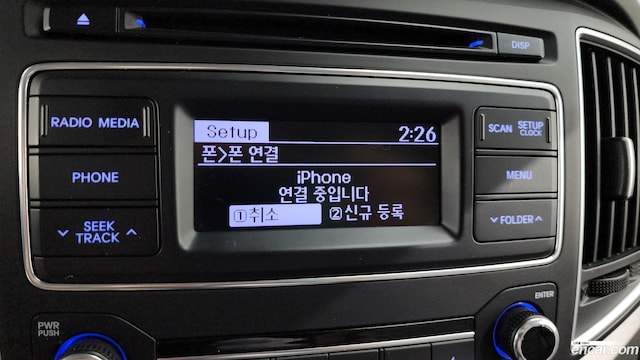 DISP
RADIO MEDIA
PHONE
SEEK
TRACK
Setup
2:26
폰>폰 연결
iPhone
연결 중입니다
①취소
②신규 등록
SCAN
SETUP
CLOCK
MENU
FOLDER
PWR
PUSH
ENTER
encar.com